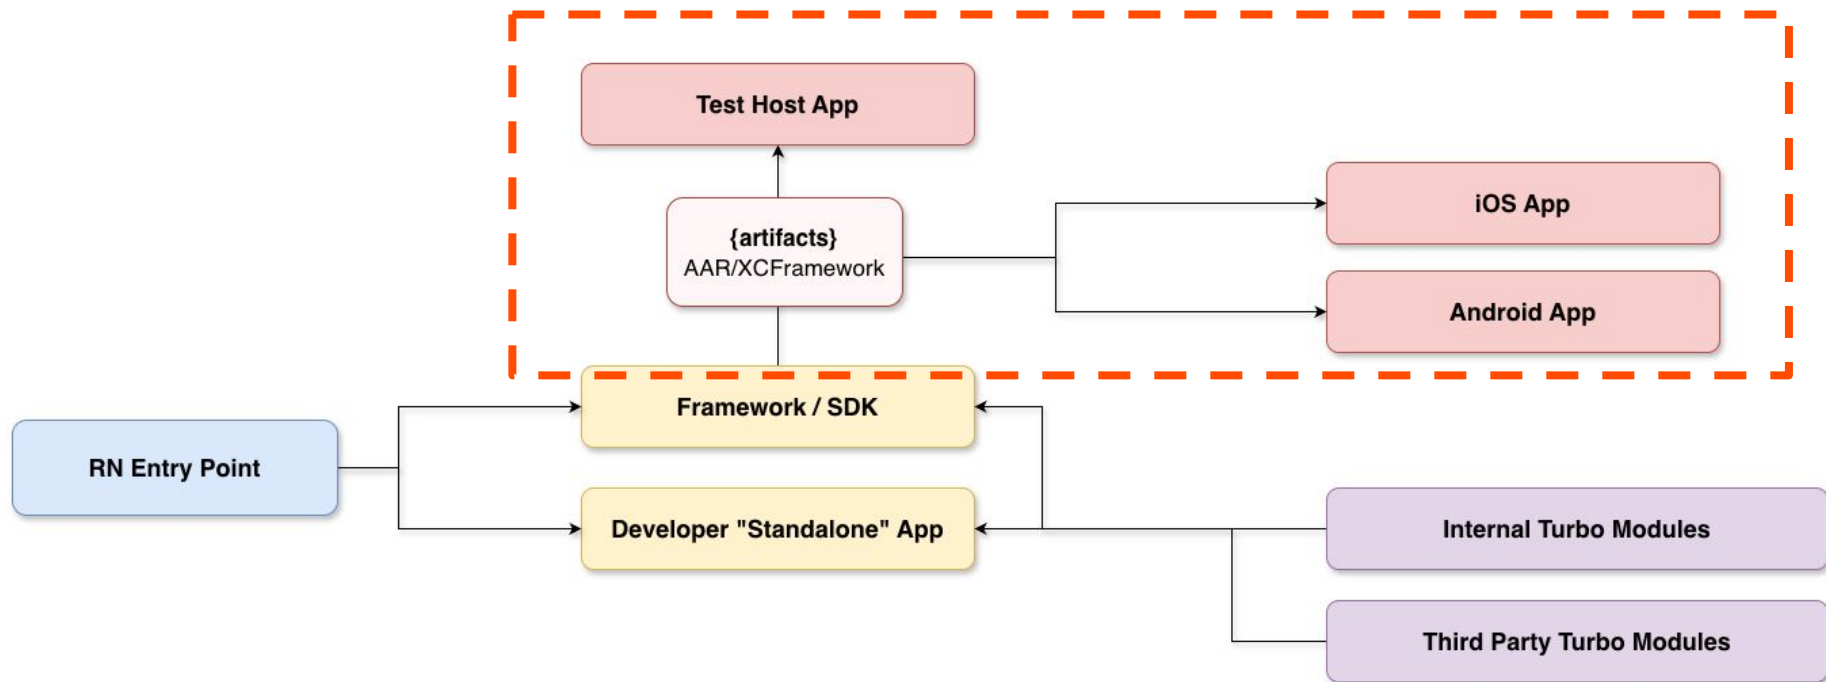 Test Host App
{artifacts}
AAR/XCFramework
iOS App
Android App
Framework / SDK
RN Entry Point
Developer "Standalone" App
Internal Turbo Modules
Third Party Turbo Modules